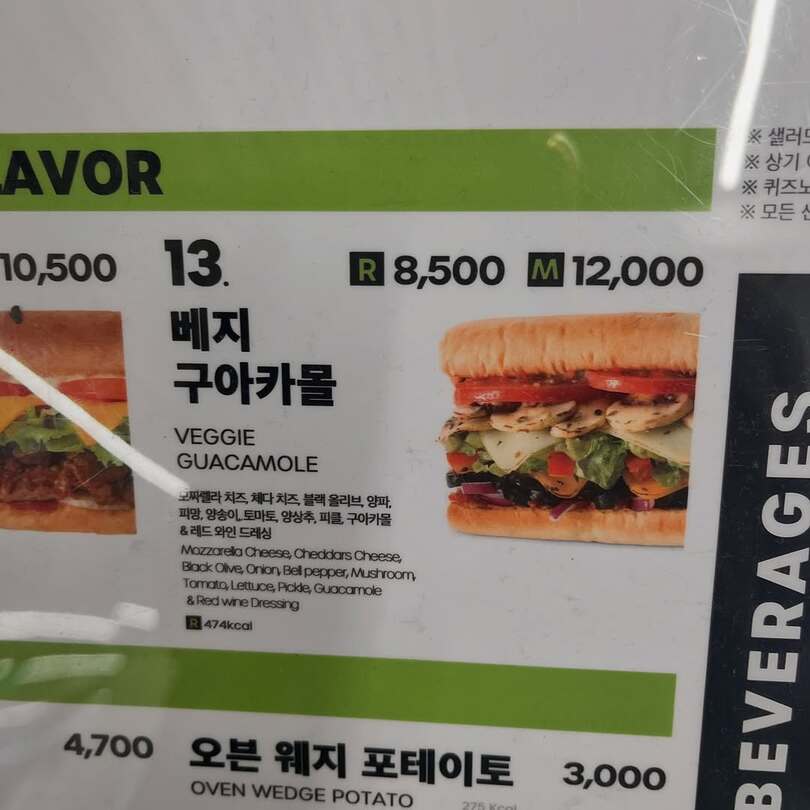 LAVOR
10,500
13.
R 8,500 M 12,000
베지
구아카몰
VEGGIE
GUACAMOLE
모짜렐라 치즈, 체다 치즈, 블랙 올리브, 양파,
피망, 양송이, 토마토, 양상추, 피클, 구아카몰
& 레드 와인 드레싱
Mozzarella Cheese, Cheddars Cheese,
Black Olive, Onion, Bell pepper, Mushroom,
Tomato, Lettuce, Pickle, Guacamole
& Red wine Dressing
R 474kcal
4,700
오븐 웨지 포테이토
3,000
OVEN WEDGE POTATO
275 Kcal
※ 샐러드
※ 상기
※ 퀴즈노
※ 모든
BEVERAGES